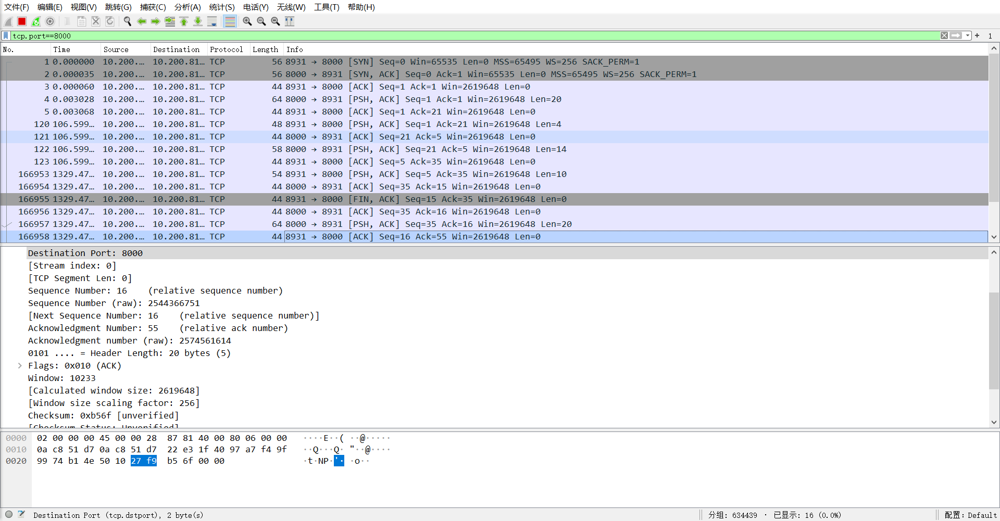 文件(F) 编辑(E) 视图(V) 跳转(G) 捕获(C) 分析(A) 统计(S) 电话(Y) 无线(W) 工具(T) 帮助(H)
tcp.port==8000 + 1
No. Time Source Destination Protocol Length Info
1 0.000000 10.200.… 10.200.81… TCP 56 8931 → 8000 [SYN] Seq=0 Win=65535 Len=0 MSS=65495 WS=256 SACK_PERM=1
2 0.000035 10.200.… 10.200.81… TCP 56 8000 → 8931 [SYN, ACK] Seq=0 Ack=1 Win=65535 Len=0 MSS=65495 WS=256 SACK_PERM=1
3 0.000060 10.200.… 10.200.81… TCP 44 8931 → 8000 [ACK] Seq=1 Ack=1 Win=2619648 Len=0
4 0.003028 10.200.… 10.200.81… TCP 64 8000 → 8931 [PSH, ACK] Seq=1 Ack=1 Win=2619648 Len=20
5 0.003068 10.200.… 10.200.81… TCP 44 8931 → 8000 [ACK] Seq=1 Ack=21 Win=2619648 Len=0
120 106.599… 10.200.… 10.200.81… TCP 48 8931 → 8000 [PSH, ACK] Seq=1 Ack=21 Win=2619648 Len=4
121 106.599… 10.200.… 10.200.81… TCP 44 8000 → 8931 [ACK] Seq=21 Ack=5 Win=2619648 Len=0
122 106.599… 10.200.… 10.200.81… TCP 58 8000 → 8931 [PSH, ACK] Seq=21 Ack=5 Win=2619648 Len=14
123 106.599… 10.200.… 10.200.81… TCP 44 8931 → 8000 [ACK] Seq=5 Ack=35 Win=2619648 Len=0
166953 1329.47… 10.200.… 10.200.81… TCP 54 8931 → 8000 [PSH, ACK] Seq=5 Ack=35 Win=2619648 Len=10
166954 1329.47… 10.200.… 10.200.81… TCP 44 8000 → 8931 [ACK] Seq=35 Ack=15 Win=2619648 Len=0
166955 1329.47… 10.200.… 10.200.81… TCP 44 8931 → 8000 [FIN, ACK] Seq=15 Ack=35 Win=2619648 Len=0
166956 1329.47… 10.200.… 10.200.81… TCP 44 8000 → 8931 [ACK] Seq=35 Ack=16 Win=2619648 Len=0
166957 1329.47… 10.200.… 10.200.81… TCP 64 8000 → 8931 [PSH, ACK] Seq=35 Ack=16 Win=2619648 Len=20
166958 1329.47… 10.200.… 10.200.81… TCP 44 8931 → 8000 [ACK] Seq=16 Ack=55 Win=2619648 Len=0
Destination Port: 8000
[Stream index: 0]
[TCP Segment Len: 0]
Sequence Number: 16 (relative sequence number)
Sequence Number (raw): 2544366751
[Next Sequence Number: 16 (relative sequence number)]
Acknowledgment Number: 55 (relative ack number)
Acknowledgment number (raw): 2574561614
0101 .... = Header Length: 20 bytes (5)
Flags: 0x010 (ACK)
Window: 10233
[Calculated window size: 2619648]
[Window size scaling factor: 256]
Checksum: 0xb56f [unverified]
[Checksum Status: Unverified]
0000 02 00 00 00 45 00 00 28 87 81 40 00 80 06 00 00 ····E··( ··@·····
0010 0a c8 51 d7 0a c8 51 d7 22 e3 1f 40 97 a7 f4 9f ··Q···Q· "··@····
0020 99 74 b1 4e 50 10 27 f9 b5 6f 00 00 ·t·NP·'· ·o··
Destination Port (tcp.dstport), 2 byte(s) 分组: 634439 · 已显示: 16 (0.0%) 配置: Default